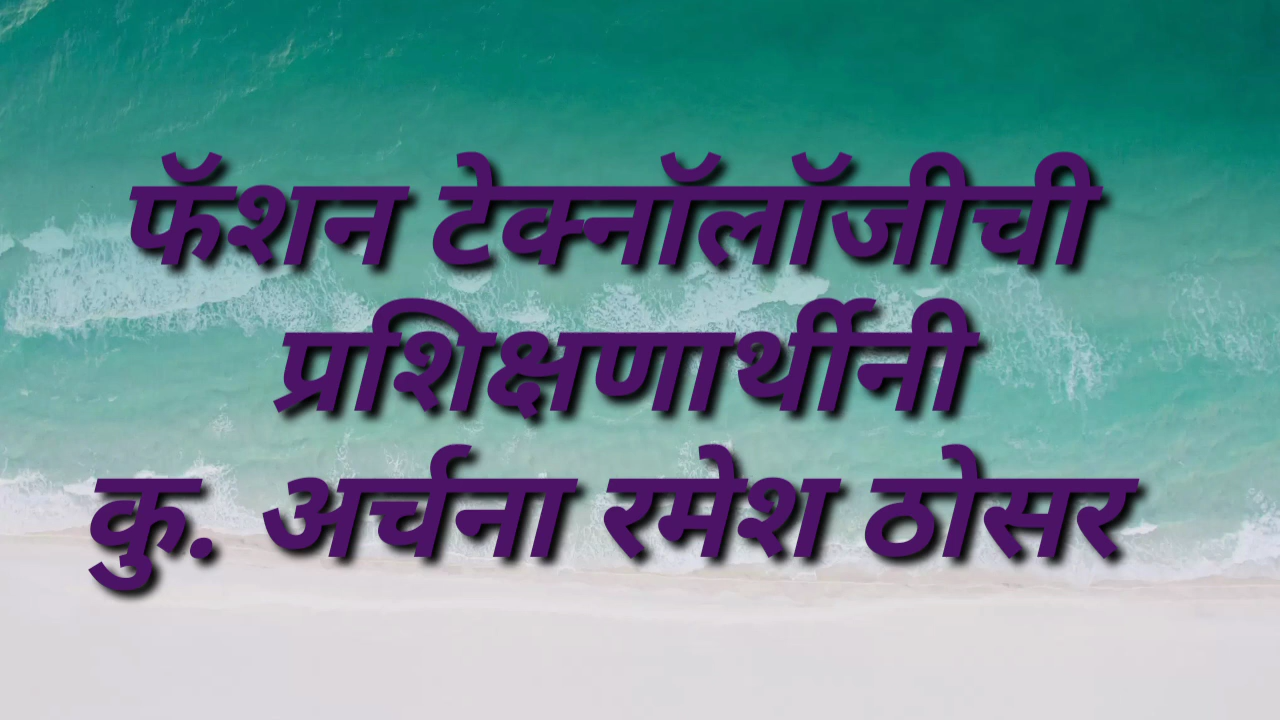 फॅशन टेक्नॉलॉजीची
प्रशिक्षणार्थीनी
कु. अर्चना रमेश ठोसर